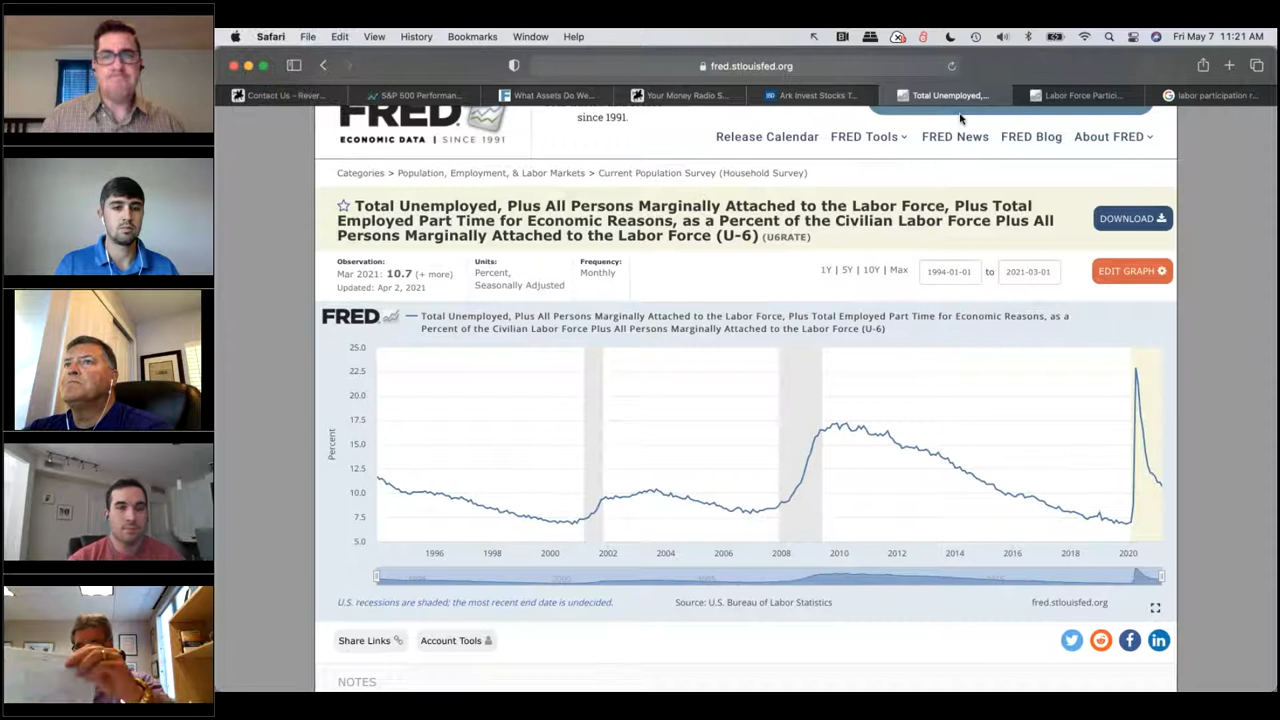 Safari File Edit View History Bookmarks Window Help Fri May 7 11:21 AM
fred.stlouisfed.org
Contact Us – Rever... S&P 500 Performan... What Assets Do We... Your Money Radio S... Ark Invest Stocks T... Total Unemployed,... Labor Force Partici... labor participation r...
FRED
since 1991.
ECONOMIC DATA | SINCE 1991
Release Calendar FRED Tools FRED News FRED Blog About FRED
Categories > Population, Employment, & Labor Markets > Current Population Survey (Household Survey)
Total Unemployed, Plus All Persons Marginally Attached to the Labor Force, Plus Total
Employed Part Time for Economic Reasons, as a Percent of the Civilian Labor Force Plus All
Persons Marginally Attached to the Labor Force (U-6) (U6RATE)
DOWNLOAD
Observation:
Mar 2021: 10.7 (+ more)
Updated: Apr 2, 2021
Units:
Percent,
Seasonally Adjusted
Frequency:
Monthly
1Y | 5Y | 10Y | Max 1994-01-01 to 2021-03-01
EDIT GRAPH
FRED
Total Unemployed, Plus All Persons Marginally Attached to the Labor Force, Plus Total Employed Part Time for Economic Reasons, as a
Percent of the Civilian Labor Force Plus All Persons Marginally Attached to the Labor Force (U-6)
25.0
22.5
20.0
17.5
15.0
12.5
10.0
7.5
5.0
Percent
1996 1998 2000 2002 2004 2006 2008 2010 2012 2014 2016 2018 2020
U.S. recessions are shaded; the most recent end date is undecided. Source: U.S. Bureau of Labor Statistics fred.stlouisfed.org
Share Links Account Tools
NOTES